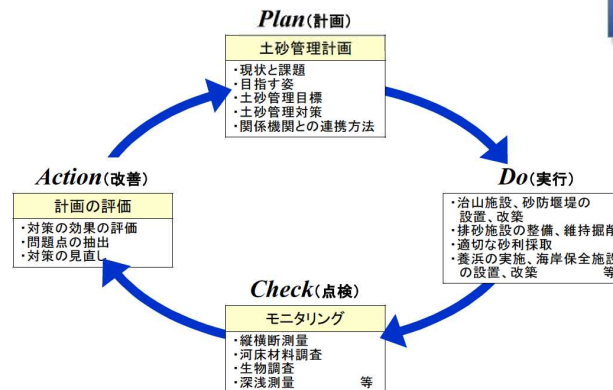 Plan(計画)
土砂管理計画
・現状と課題
・目指す姿
・土砂管理目標
・土砂管理対策
・関係機関との連携方法
Action(改善)
計画の評価
・対策の効果の評価
・問題点の抽出
・対策の見直し
Do(実行)
・治山施設、砂防堰堤の
設置、改築
・排砂施設の整備、維持掘削
・適切な砂利採取
・養浜の実施、海岸保全施設
の設置、改築 等
Check(点検)
モニタリング
・縦横断測量
・河床材料調査
・生物調査
・深浅測量 等